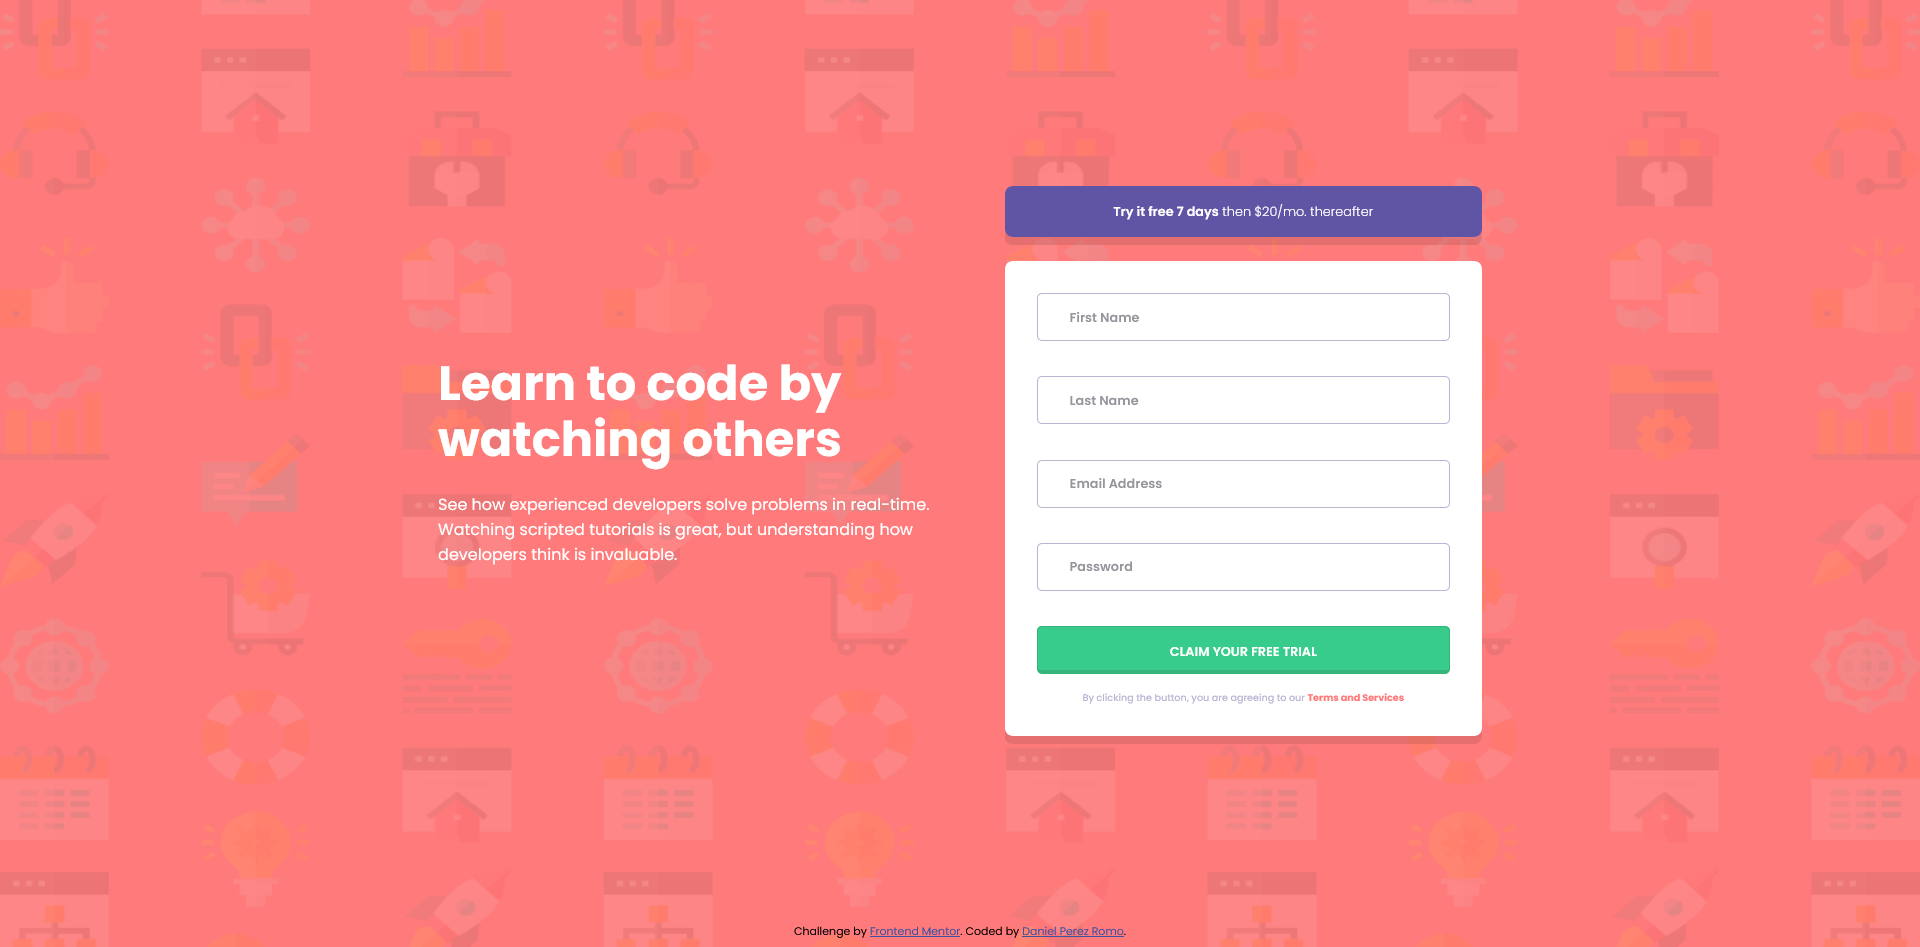 Learn to code by
watching others
See how experienced developers solve problems in real-time.
Watching scripted tutorials is great, but understanding how
developers think is invaluable.
Try it free 7 days then $20/mo. thereafter
First Name
Last Name
Email Address
Password
CLAIM YOUR FREE TRIAL
By clicking the button, you are agreeing to our Terms and Services
Challenge by Frontend Mentor. Coded by Daniel Perez Romo.